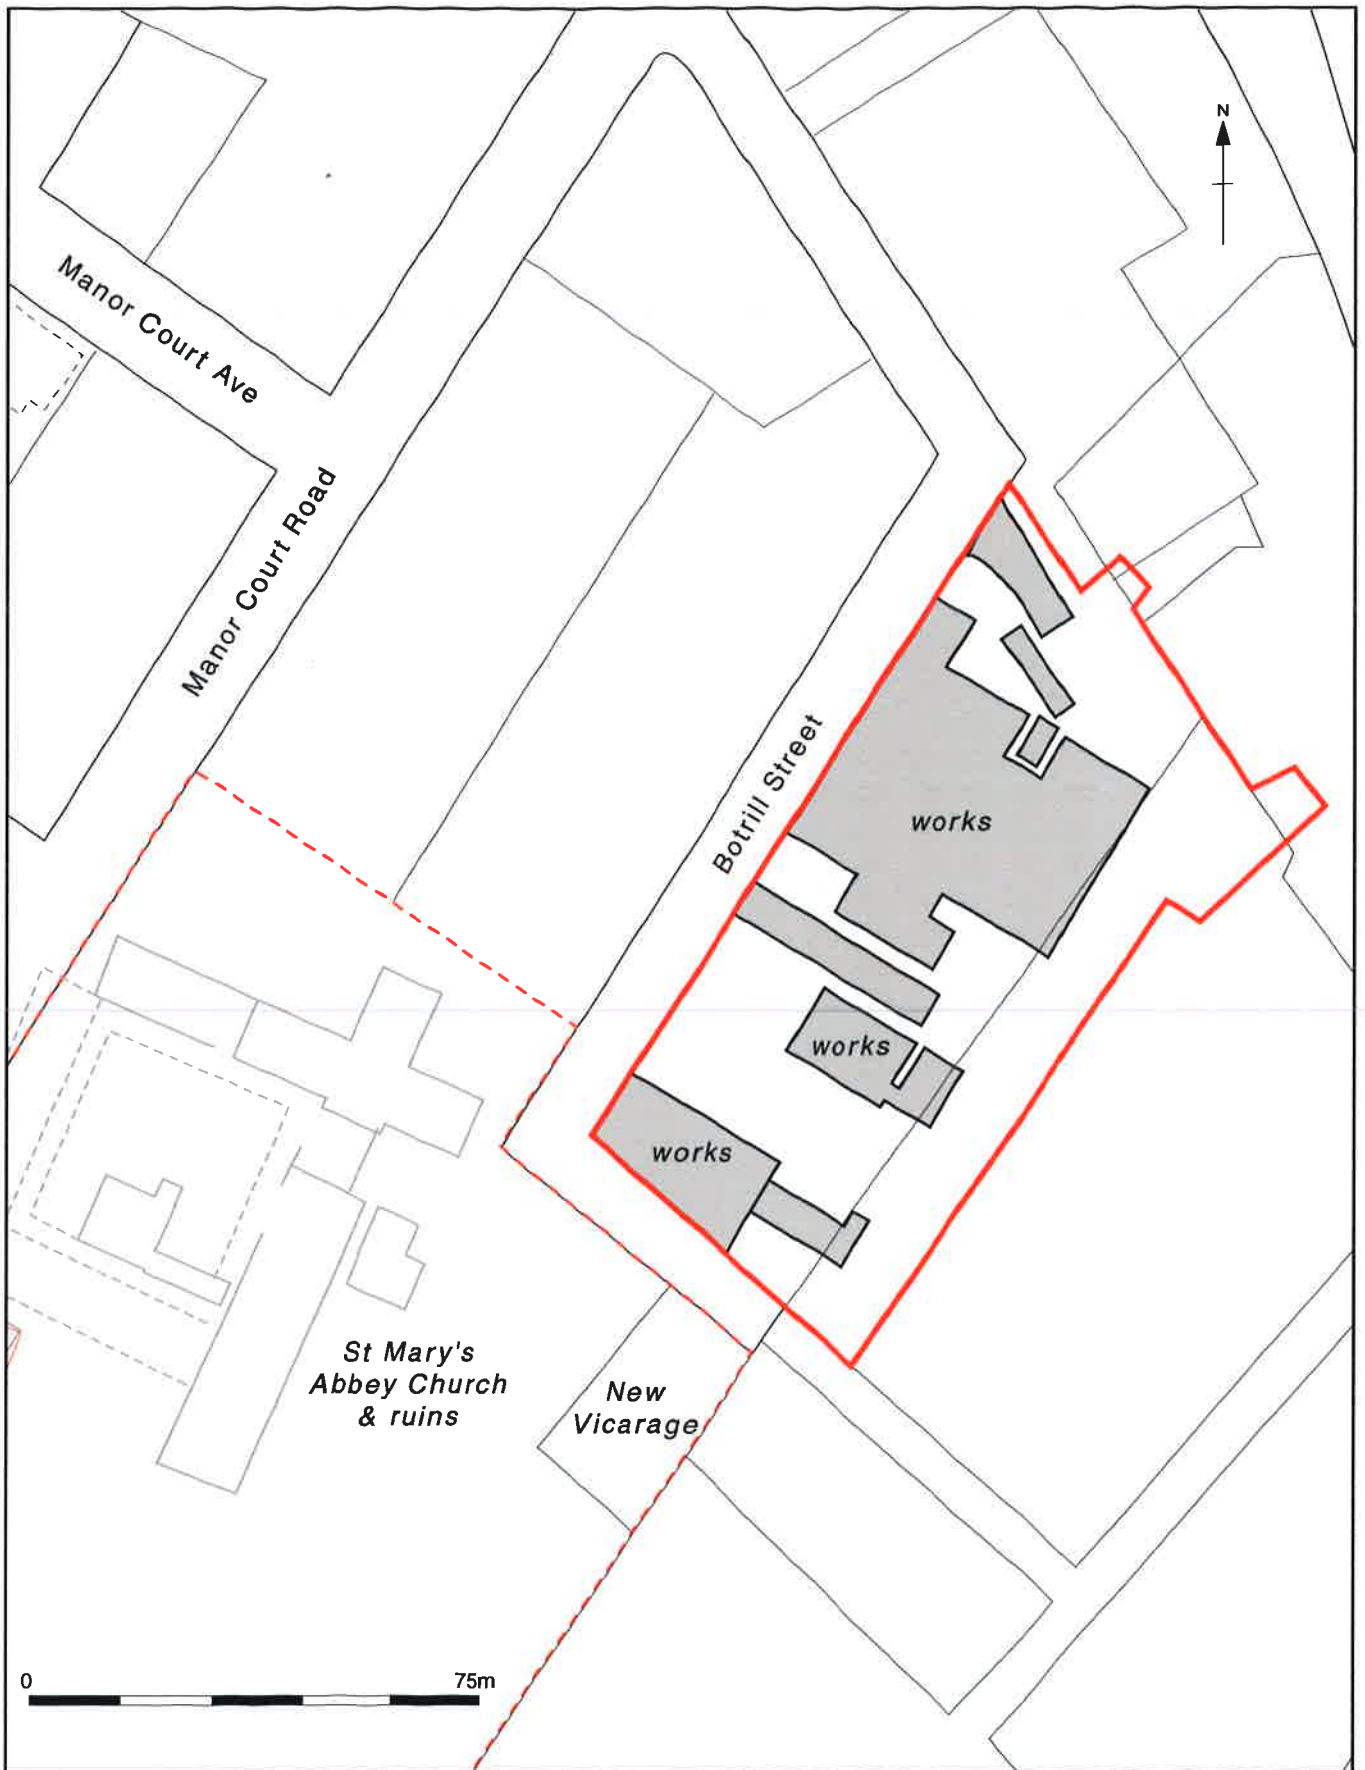 N
Manor Court Ave
Manor Court Road
Botrill Street
works
works
works
St Mary's
Abbey Church
& ruins
New
Vicarage
0 75m